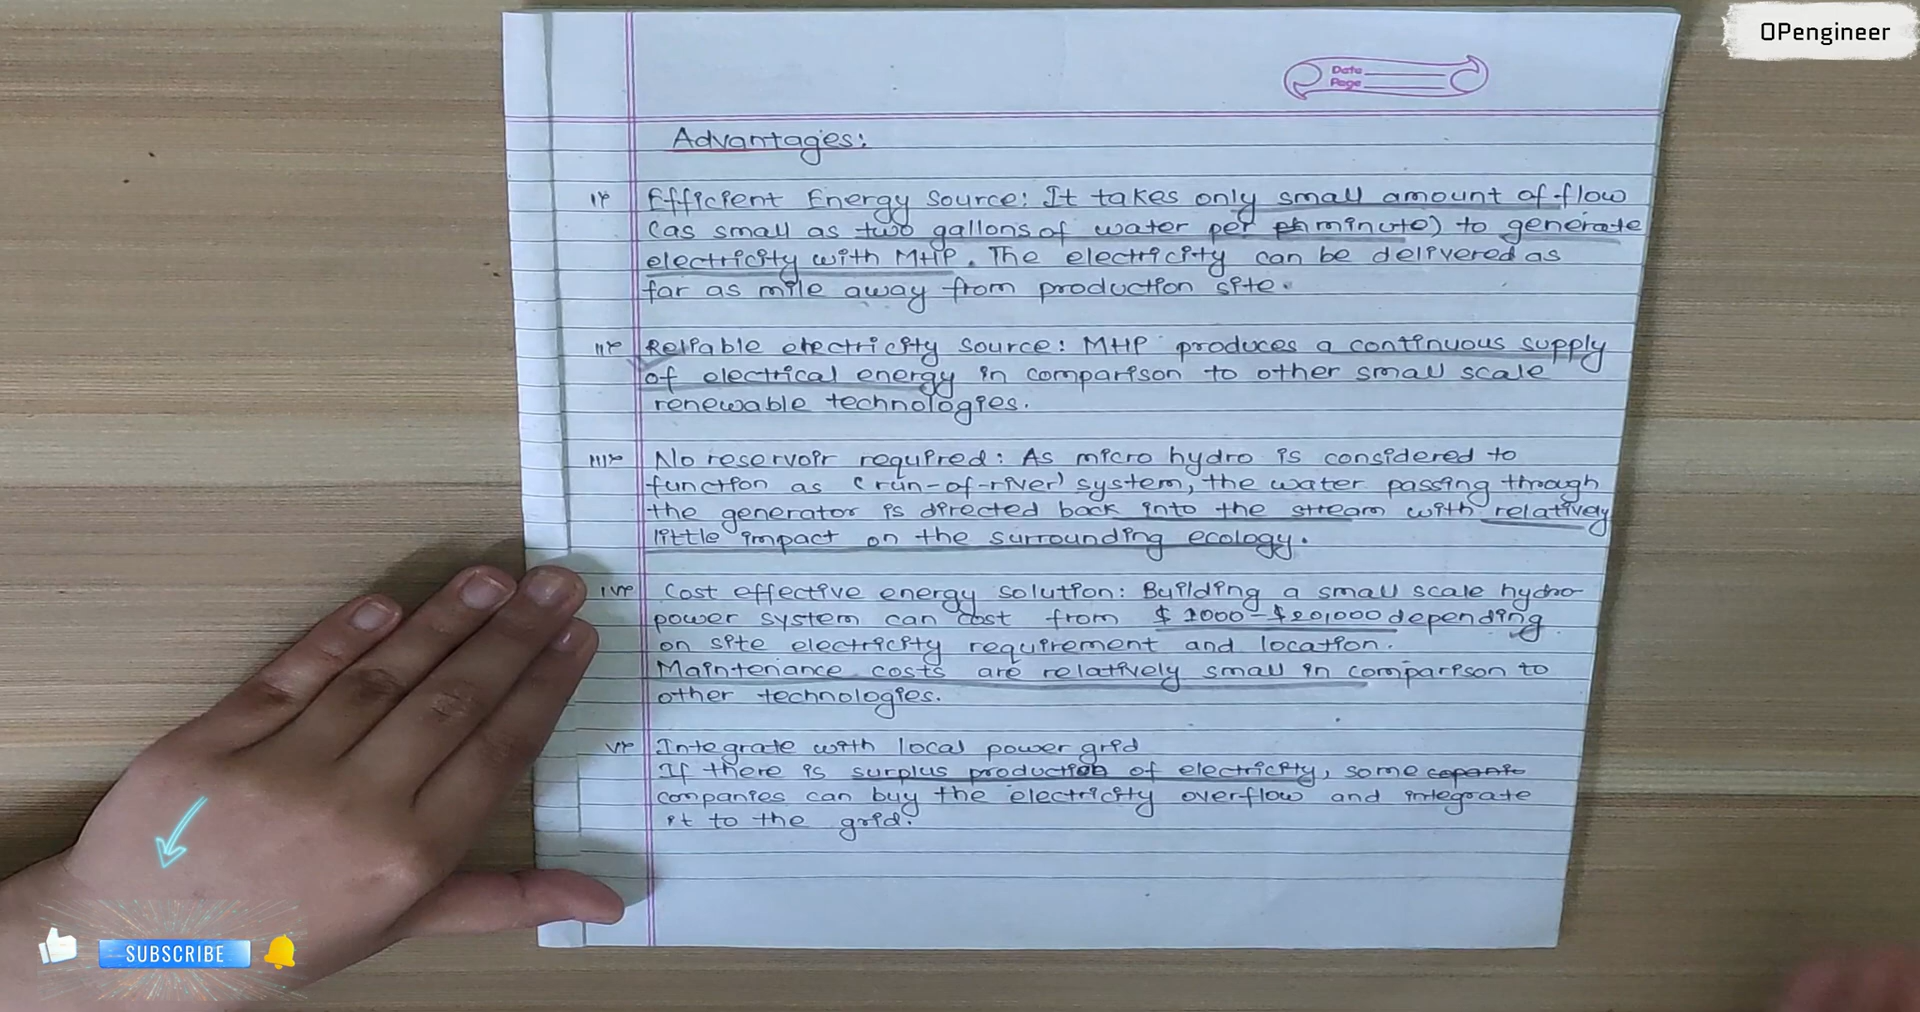 OPengineer
Date
Page
Advantages:
i) Efficient Energy Source: It takes only small amount of flow
(as small as two gallons of water per minute) to generate
electricity with MHP. The electricity can be delivered as
far as mile away from production site.
ii) Reliable electricity source: MHP produces a continuous supply
of electrical energy in comparison to other small scale
renewable technologies.
iii) No reservoir required: As micro hydro is considered to
function as 'run-of-river' system, the water passing through
the generator is directed back into the stream with relatively
little impact on the surrounding ecology.
iv) Cost effective energy solution: Building a small scale hydro
power system can cost from $ 1000 - $20,000 depending
on site electricity requirement and location.
Maintenance costs are relatively small in comparison to
other technologies.
v) Integrate with local power grid
If there is surplus production of electricity, some
companies can buy the electricity overflow and integrate
it to the grid.
SUBSCRIBE